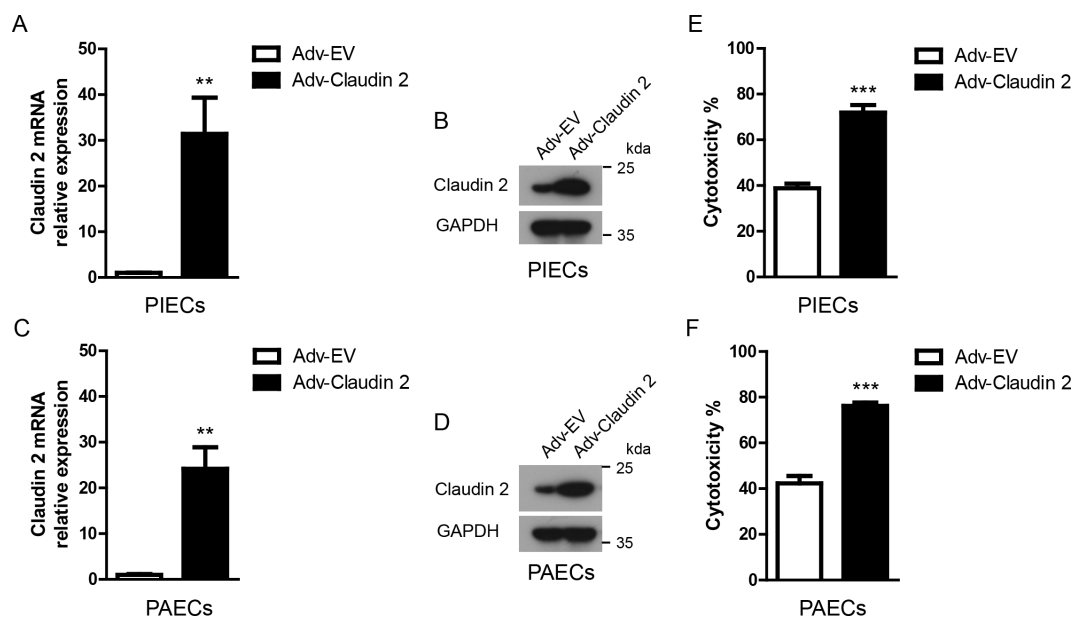 A
Claudin 2 mRNA
relative expression
50
40
30
20
10
0
**
Adv-EV
Adv-Claudin 2
PIECs
B
Adv-EV
Adv-Claudin 2
kda
25
Claudin 2
GAPDH
35
PIECs
E
Cytotoxicity %
100
80
60
40
20
0
***
Adv-EV
Adv-Claudin 2
PIECs
C
Claudin 2 mRNA
relative expression
50
40
30
20
10
0
**
Adv-EV
Adv-Claudin 2
PAECs
D
Adv-EV
Adv-Claudin 2
kda
25
Claudin 2
GAPDH
35
PAECs
F
Cytotoxicity %
100
80
60
40
20
0
***
Adv-EV
Adv-Claudin 2
PAECs